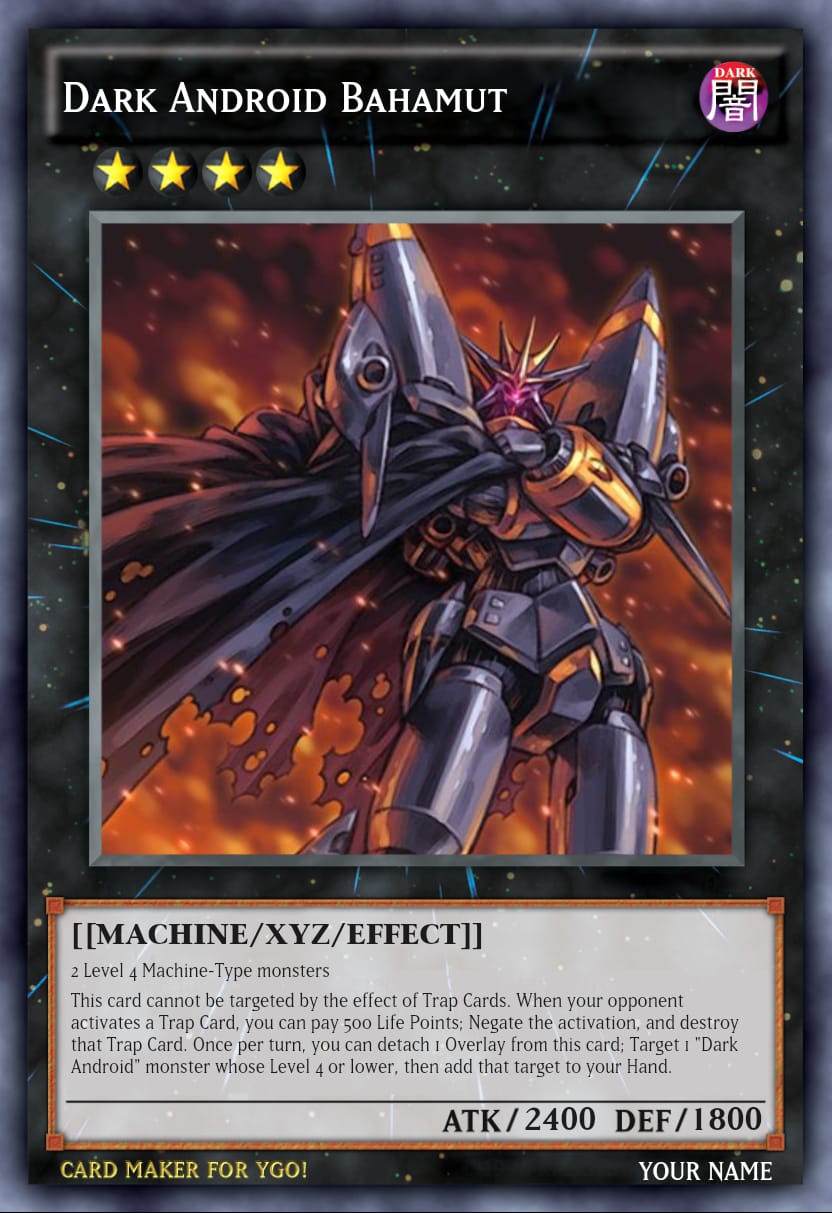 Dark Android Bahamut
DARK
闇
[[MACHINE/XYZ/EFFECT]]
2 Level 4 Machine-Type monsters
This card cannot be targeted by the effect of Trap Cards. When your opponent
activates a Trap Card, you can pay 500 Life Points; Negate the activation, and destroy
that Trap Card. Once per turn, you can detach 1 Overlay from this card; Target 1 "Dark
Android" monster whose Level 4 or lower, then add that target to your Hand.
ATK/2400 DEF/1800
CARD MAKER FOR YGO!
YOUR NAME